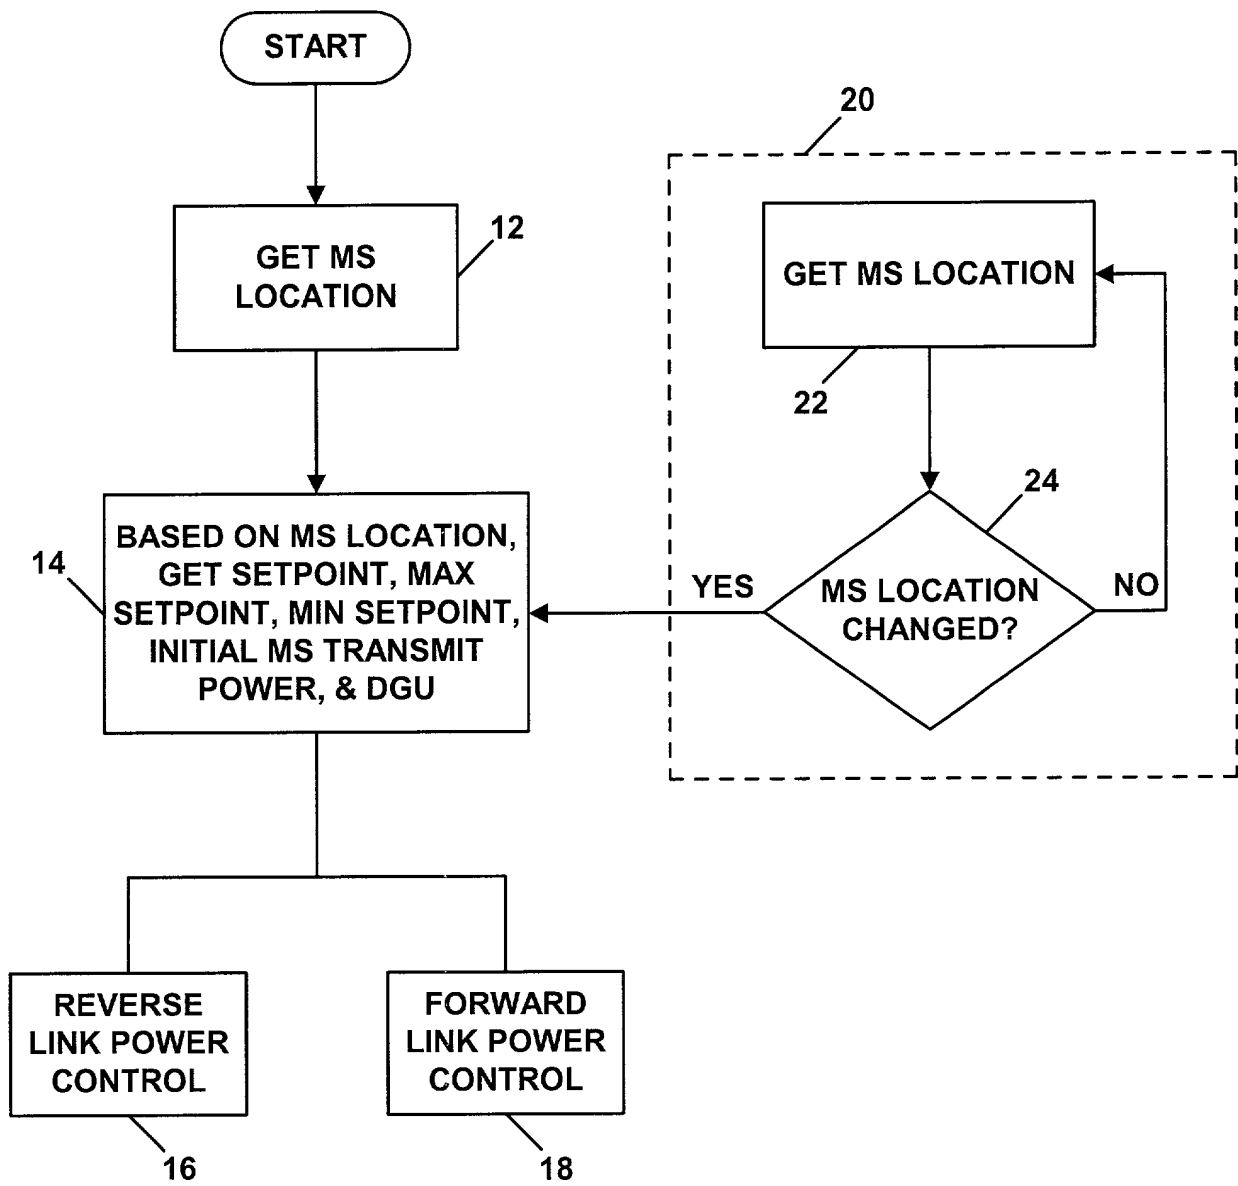 START
20
12
GET MS
LOCATION
GET MS LOCATION
22
24
14
BASED ON MS LOCATION,
GET SETPOINT, MAX
SETPOINT, MIN SETPOINT,
INITIAL MS TRANSMIT
POWER, & DGU
YES
MS LOCATION
CHANGED?
NO
REVERSE
LINK POWER
CONTROL
FORWARD
LINK POWER
CONTROL
16
18